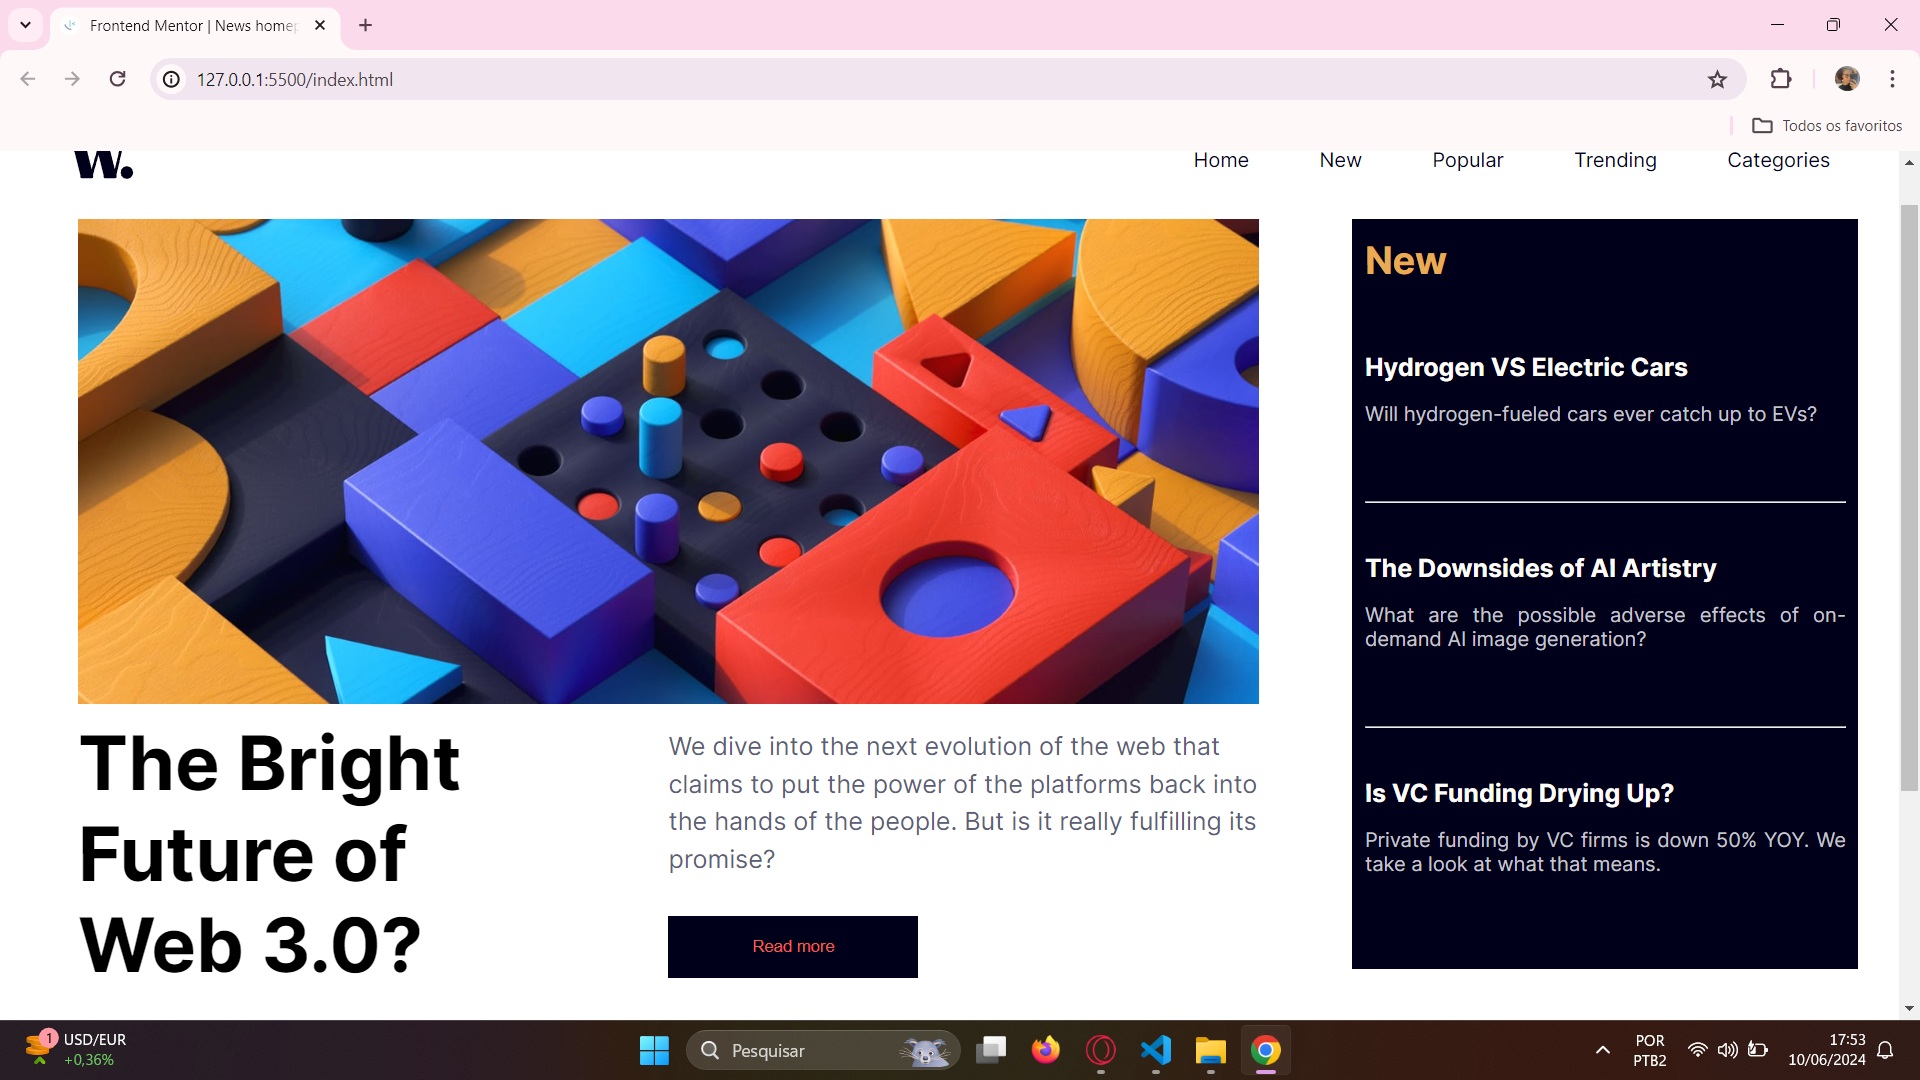 Frontend Mentor | News homep
127.0.0.1:5500/index.html
Todos os favoritos
W.
Home New Popular Trending Categories
New
Hydrogen VS Electric Cars
Will hydrogen-fueled cars ever catch up to EVs?
The Downsides of AI Artistry
What are the possible adverse effects of on-
demand AI image generation?
Is VC Funding Drying Up?
Private funding by VC firms is down 50% YOY. We
take a look at what that means.
The Bright
Future of
Web 3.0?
We dive into the next evolution of the web that
claims to put the power of the platforms back into
the hands of the people. But is it really fulfilling its
promise?
Read more
1
USD/EUR
+0,36%
Pesquisar
POR
PTB2
17:53
10/06/2024